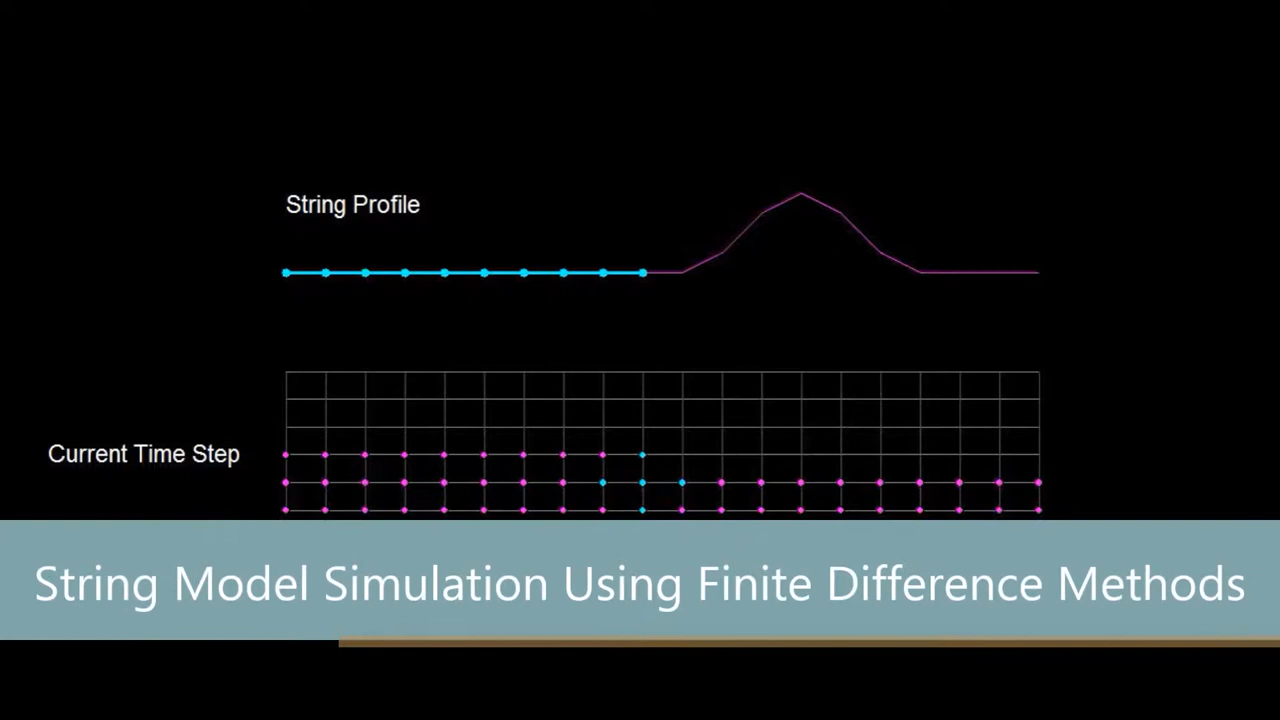 String Profile
Current Time Step
String Model Simulation Using Finite Difference Methods